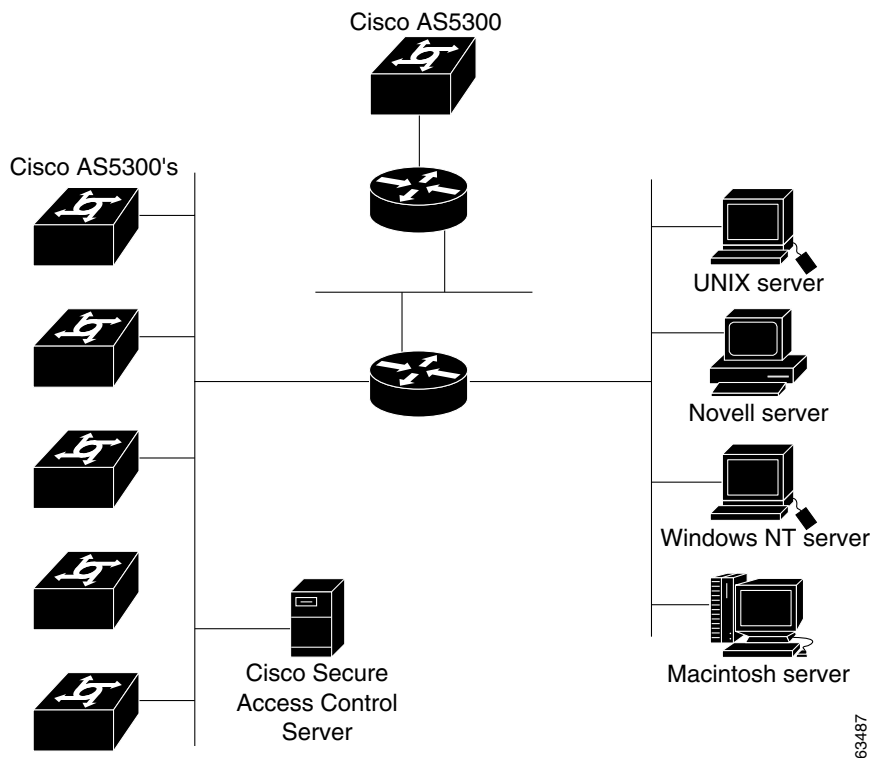 Cisco AS5300
Cisco AS5300's
UNIX server
Novell server
Windows NT server
Cisco Secure
Access Control
Server
Macintosh server
63487